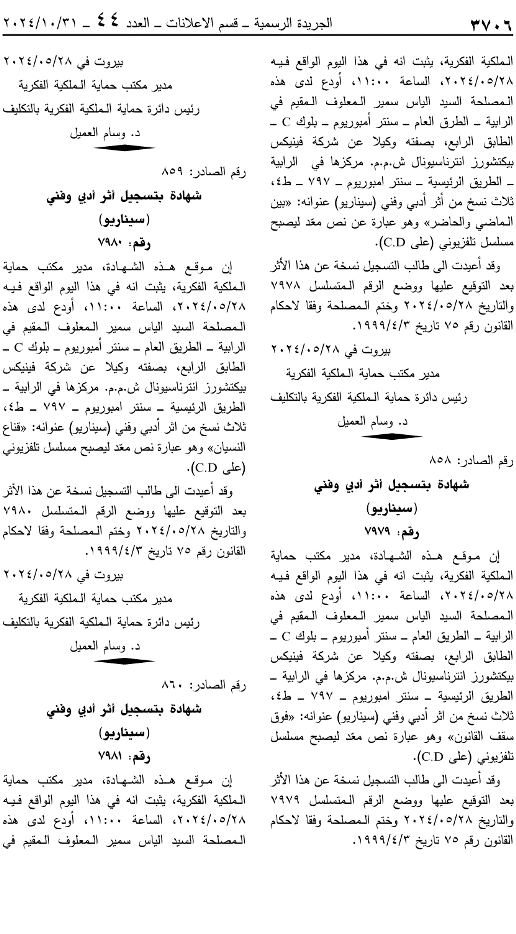 ٣٧٠٦
الجريدة الرسمية – قسم الاعلانات – العدد ٤٤ – ٢٠٢٤/١٠/٣١
الملكية الفكرية، يثبت انه في هذا اليوم الواقع فيه
٢٠٢٤/٠٥/٢٨، الساعة ١١:٠٠، أودع لدى هذه
المصلحة السيد الياس سمير المعلوف المقيم في
الرابية – الطرق العام – سنتر أمبوريوم – بلوك C –
الطابق الرابع، بصفته وكيلا عن شركة فينيكس
بيكتشورز انترناسيونال ش.م.م. مركزها في الرابية
– الطريق الرئيسية – سنتر امبوريوم – ٧٩٧ – ط٤،
ثلاث نسخ من أثر أدبي وفني (سيناريو) عنوانه: «بين
الماضي والحاضر» وهو عبارة عن نص معّد ليصبح
مسلسل تلفزيوني (على C.D).
وقد أعيدت الى طالب التسجيل نسخة عن هذا الأثر
بعد التوقيع عليها ووضع الرقم المتسلسل ٧٩٧٨
والتاريخ ٢٠٢٤/٠٥/٢٨ وختم المصلحة وفقا لاحكام
القانون رقم ٧٥ تاريخ ١٩٩٩/٤/٣.
بيروت في ٢٠٢٤/٠٥/٢٨
مدير مكتب حماية الملكية الفكرية
رئيس دائرة حماية الملكية الفكرية بالتكليف
د. وسام العميل
رقم الصادر: ٨٥٨
شهادة بتسجيل أثر أدبي وفني
(سيناريو)
رقم: ٧٩٧٩
إن موقع هذه الشهادة، مدير مكتب حماية
الملكية الفكرية، يثبت انه في هذا اليوم الواقع فيه
٢٠٢٤/٠٥/٢٨، الساعة ١١:٠٠، أودع لدى هذه
المصلحة السيد الياس سمير المعلوف المقيم في
الرابية – الطريق العام – سنتر أمبوريوم – بلوك C –
الطابق الرابع، بصفته وكيلا عن شركة فينيكس
بيكتشورز انترناسيونال ش.م.م. مركزها في الرابية –
الطريق الرئيسية – سنتر امبوريوم – ٧٩٧ – ط٤،
ثلاث نسخ من اثر أدبي وفني (سيناريو) عنوانه: «فوق
سقف القانون» وهو عبارة نص معد ليصبح مسلسل
تلفزيوني (على C.D).
وقد أعيدت الى طالب التسجيل نسخة عن هذا الأثر
بعد التوقيع عليها ووضع الرقم المتسلسل ٧٩٧٩
والتاريخ ٢٠٢٤/٠٥/٢٨ وختم المصلحة وفقا لاحكام
القانون رقم ٧٥ تاريخ ١٩٩٩/٤/٣.
بيروت في ٢٠٢٤/٠٥/٢٨
مدير مكتب حماية الملكية الفكرية
رئيس دائرة حماية الملكية الفكرية بالتكليف
د. وسام العميل
رقم الصادر: ٨٥٩
شهادة بتسجيل أثر أدبي وفني
(سيناريو)
رقم: ٧٩٨٠
إن موقع هذه الشهادة، مدير مكتب حماية
الملكية الفكرية، يثبت انه في هذا اليوم الواقع فيه
٢٠٢٤/٠٥/٢٨، الساعة ١١:٠٠، أودع لدى هذه
المصلحة السيد الياس سمير المعلوف المقيم في
الرابية – الطريق العام – سنتر أمبوريوم – بلوك C –
الطابق الرابع، بصفته وكيلا عن شركة فينيكس
بيكتشورز انترناسيونال ش.م.م. مركزها في الرابية –
الطريق الرئيسية – سنتر امبوريوم – ٧٩٧ – ط٤،
ثلاث نسخ من اثر أدبي وفني (سيناريو) عنوانه: «قناع
النسيان» وهو عبارة نص معّد ليصبح مسلسل تلفزيوني
(على C.D).
وقد أعيدت الى طالب التسجيل نسخة عن هذا الأثر
بعد التوقيع عليها ووضع الرقم المتسلسل ٧٩٨٠
والتاريخ ٢٠٢٤/٠٥/٢٨ وختم المصلحة وفقا لاحكام
القانون رقم ٧٥ تاريخ ١٩٩٩/٤/٣.
بيروت في ٢٠٢٤/٠٥/٢٨
مدير مكتب حماية الملكية الفكرية
رئيس دائرة حماية الملكية الفكرية بالتكليف
د. وسام العميل
رقم الصادر: ٨٦٠
شهادة بتسجيل أثر أدبي وفني
(سيناريو)
رقم: ٧٩٨١
إن موقع هذه الشهادة، مدير مكتب حماية
الملكية الفكرية، يثبت انه في هذا اليوم الواقع فيه
٢٠٢٤/٠٥/٢٨، الساعة ١١:٠٠، أودع لدى هذه
المصلحة السيد الياس سمير المعلوف المقيم في